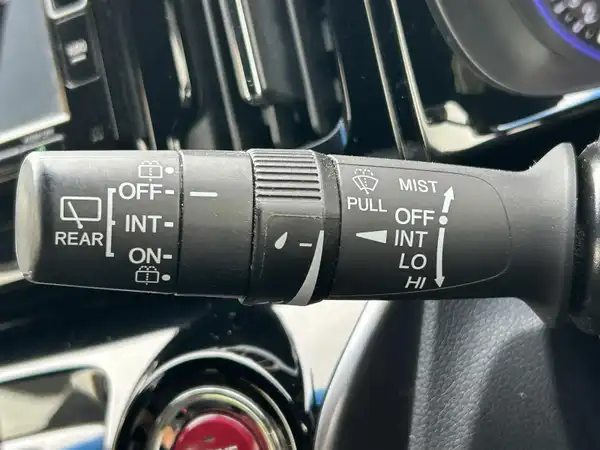 OFF
INT
ON
REAR
PULL
MIST
OFF
INT
LO
HI